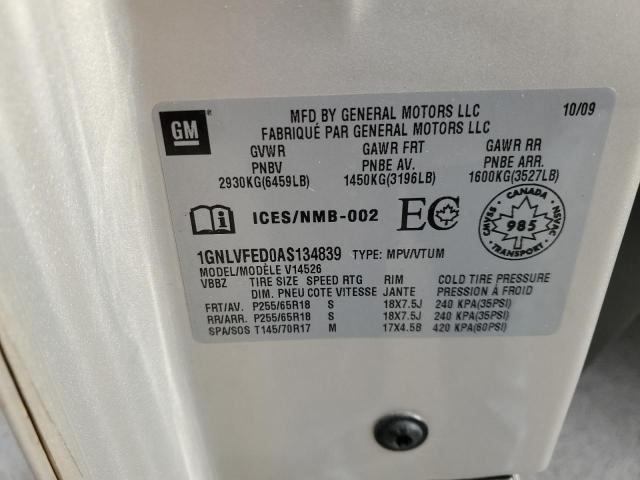 GM
MFD BY GENERAL MOTORS LLC 10/09
FABRIQUÉ PAR GENERAL MOTORS LLC
GVWR GAWR FRT GAWR RR
PNBV PNBE AV. PNBE ARR.
2930KG(6459LB) 1450KG(3196LB) 1600KG(3527LB)
ICES/NMB-002 EC
CANADA
CMVSS 985 NSVAC
TRANSPORT
1GNLVFED0AS134839 TYPE: MPV/VTUM
MODEL/MODÈLE V14526
VBBZ TIRE SIZE SPEED RTG RIM COLD TIRE PRESSURE
DIM. PNEU COTE VITESSE JANTE PRESSION À FROID
FRT/AV. P255/65R18 S 18X7.5J 240 KPA(35PSI)
RR/ARR. P255/65R18 S 18X7.5J 240 KPA(35PSI)
SPA/SOS T145/70R17 M 17X4.5B 420 KPA(60PSI)